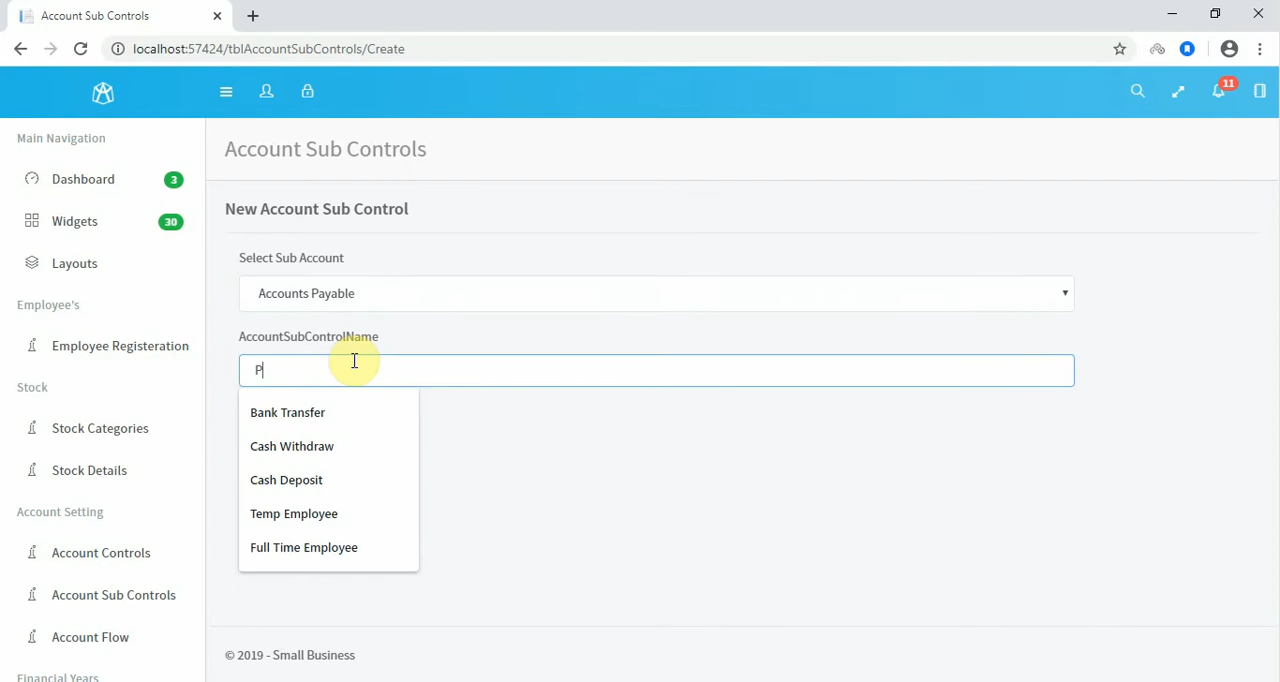 Account Sub Controls
localhost:57424/tblAccountSubControls/Create
11
Main Navigation
Dashboard 3
Widgets 30
Layouts
Employee's
Employee Registeration
Stock
Stock Categories
Stock Details
Account Setting
Account Controls
Account Sub Controls
Account Flow
Financial Years
Account Sub Controls
New Account Sub Control
Select Sub Account
Accounts Payable
AccountSubControlName
P
Bank Transfer
Cash Withdraw
Cash Deposit
Temp Employee
Full Time Employee
© 2019 - Small Business